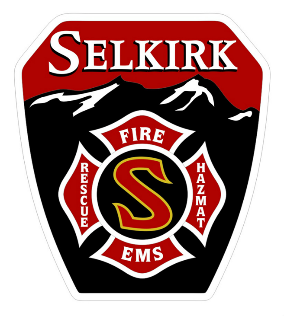 SELKIRK
FIRE
RESCUE
HAZMAT
S
EMS